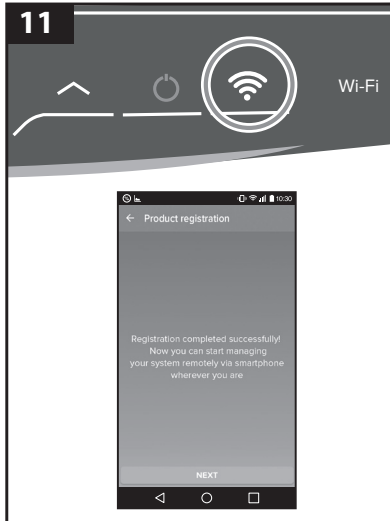 11
Wi-Fi
10:30
Product registration
Registration completed successfully!
Now you can start managing
your system remotely via smartphone
wherever you are
NEXT